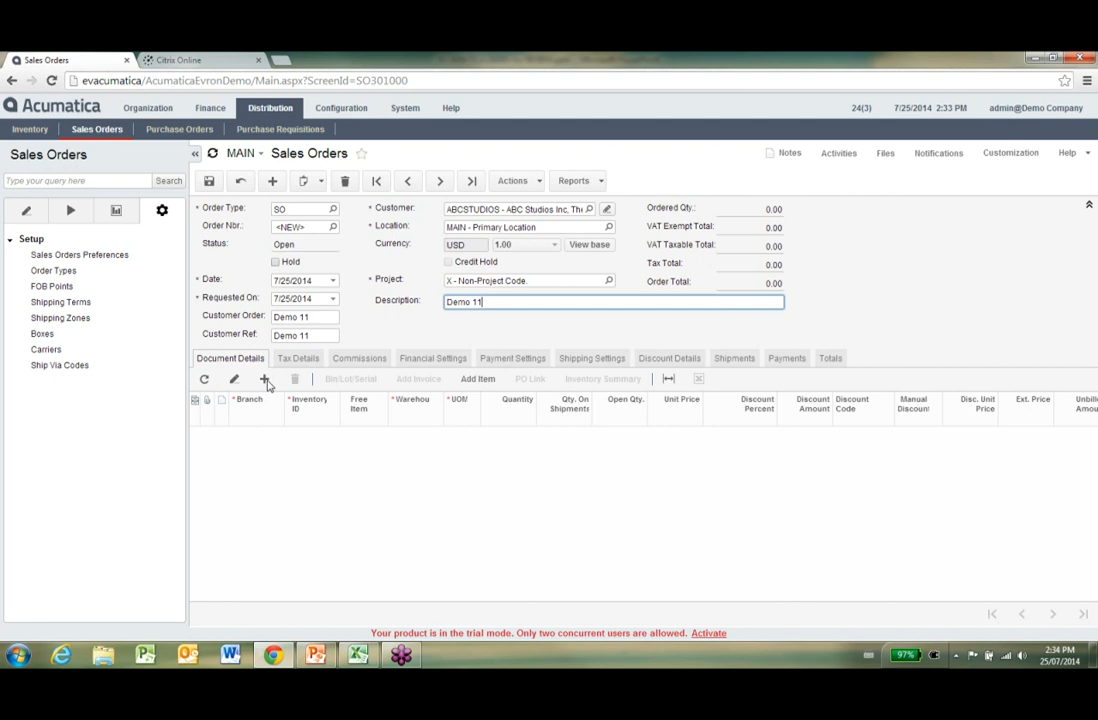 Sales Orders
Citrix Online
evacumatica/AcumaticaEvronDemo/Main.aspx?ScreenId=SO301000
Acumatica Organization Finance Distribution Configuration System Help 24(3) 7/25/2014 2:33 PM admin@Demo Company
Inventory Sales Orders Purchase Orders Purchase Requisitions
Sales Orders
MAIN Sales Orders Notes Activities Files Notifications Customization Help
Type your query here Search
Actions Reports
Setup
Sales Orders Preferences
Order Types
FOB Points
Shipping Terms
Shipping Zones
Boxes
Carriers
Ship Via Codes
* Order Type: SO
Order Nbr.: <NEW>
Status: Open
Hold
* Date: 7/25/2014
* Requested On: 7/25/2014
Customer Order: Demo 11
Customer Ref: Demo 11
* Customer: ABCSTUDIOS - ABC Studios Inc, The
* Location: MAIN - Primary Location
Currency: USD 1.00 View base
Credit Hold
* Project: X - Non-Project Code.
Description: Demo 11
Ordered Qty.: 0.00
VAT Exempt Total: 0.00
VAT Taxable Total: 0.00
Tax Total: 0.00
Order Total: 0.00
Document Details Tax Details Commissions Financial Settings Payment Settings Shipping Settings Discount Details Shipments Payments Totals
Bin/Lot/Serial Add Invoice Add Item PO Link Inventory Summary
* Branch
* Inventory ID
Free Item
* Warehou
* UOM
Quantity
Qty. On Shipments
Open Qty.
Unit Price
Discount Percent
Discount Amount
Discount Code
Manual Discount
Disc. Unit Price
Ext. Price
Unbille Amou
Your product is in the trial mode. Only two concurrent users are allowed. Activate
97%
2:34 PM
25/07/2014